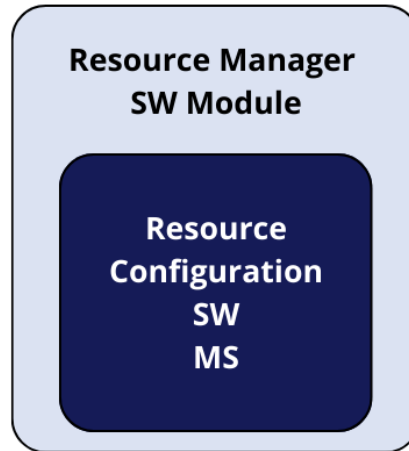 Resource Manager
SW Module
Resource
Configuration
SW
MS